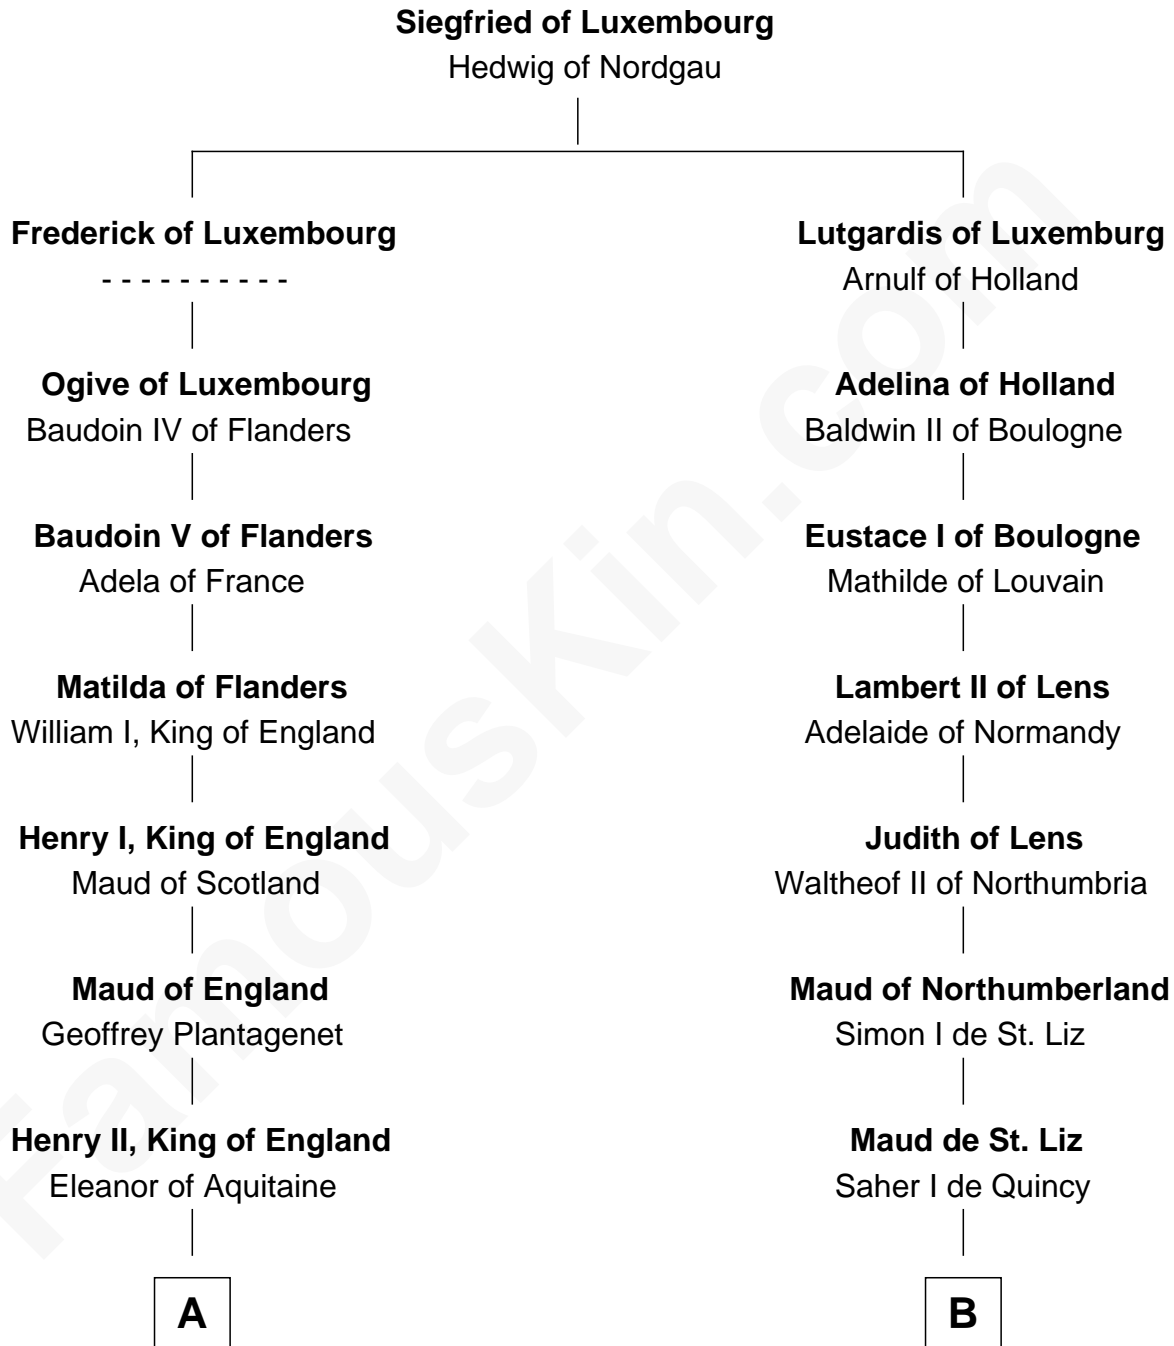 Siegfried of Luxembourg
Hedwig of Nordgau
Frederick of Luxembourg
- - - - - - - - - -
Ogive of Luxembourg
Baudoin IV of Flanders
Baudoin V of Flanders
Adela of France
Matilda of Flanders
William I, King of England
Henry I, King of England
Maud of Scotland
Maud of England
Geoffrey Plantagenet
Henry II, King of England
Eleanor of Aquitaine
A
Lutgardis of Luxemburg
Arnulf of Holland
Adelina of Holland
Baldwin II of Boulogne
Eustace I of Boulogne
Mathilde of Louvain
Lambert II of Lens
Adelaide of Normandy
Judith of Lens
Waltheof II of Northumbria
Maud of Northumberland
Simon I de St. Liz
Maud de St. Liz
Saher I de Quincy
B
FamousKin.com